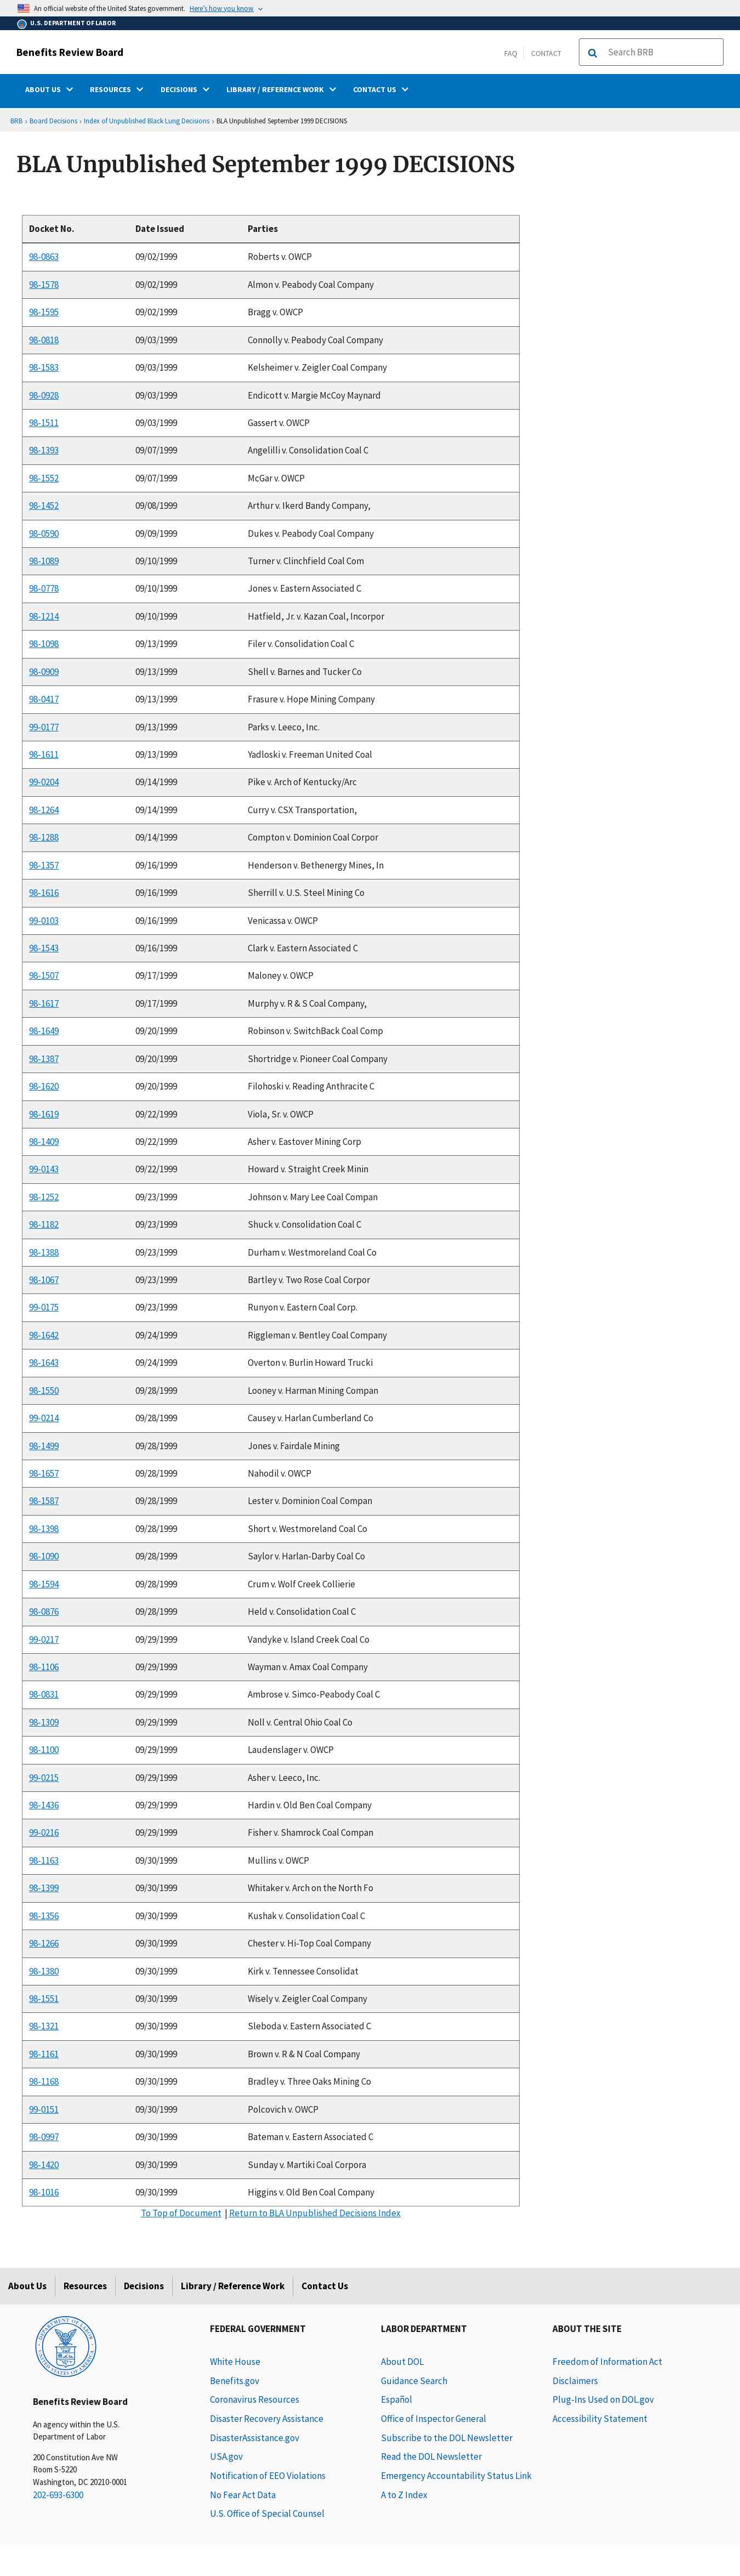 An official website of the United States government. Here's how you know
U.S. DEPARTMENT OF LABOR
Benefits Review Board
FAQ
CONTACT
Search BRB
ABOUT US
RESOURCES
DECISIONS
LIBRARY / REFERENCE WORK
CONTACT US
BRB › Board Decisions › Index of Unpublished Black Lung Decisions › BLA Unpublished September 1999 DECISIONS
BLA Unpublished September 1999 DECISIONS
Docket No. Date Issued Parties
98-0863 09/02/1999 Roberts v. OWCP
98-1578 09/02/1999 Almon v. Peabody Coal Company
98-1595 09/02/1999 Bragg v. OWCP
98-0818 09/03/1999 Connolly v. Peabody Coal Company
98-1583 09/03/1999 Kelsheimer v. Zeigler Coal Company
98-0928 09/03/1999 Endicott v. Margie McCoy Maynard
98-1511 09/03/1999 Gassert v. OWCP
98-1393 09/07/1999 Angelilli v. Consolidation Coal C
98-1552 09/07/1999 McGar v. OWCP
98-1452 09/08/1999 Arthur v. Ikerd Bandy Company,
98-0590 09/09/1999 Dukes v. Peabody Coal Company
98-1089 09/10/1999 Turner v. Clinchfield Coal Com
98-0778 09/10/1999 Jones v. Eastern Associated C
98-1214 09/10/1999 Hatfield, Jr. v. Kazan Coal, Incorpor
98-1098 09/13/1999 Filer v. Consolidation Coal C
98-0909 09/13/1999 Shell v. Barnes and Tucker Co
98-0417 09/13/1999 Frasure v. Hope Mining Company
99-0177 09/13/1999 Parks v. Leeco, Inc.
98-1611 09/13/1999 Yadloski v. Freeman United Coal
99-0204 09/14/1999 Pike v. Arch of Kentucky/Arc
98-1264 09/14/1999 Curry v. CSX Transportation,
98-1288 09/14/1999 Compton v. Dominion Coal Corpor
98-1357 09/16/1999 Henderson v. Bethenergy Mines, In
98-1616 09/16/1999 Sherrill v. U.S. Steel Mining Co
99-0103 09/16/1999 Venicassa v. OWCP
98-1543 09/16/1999 Clark v. Eastern Associated C
98-1507 09/17/1999 Maloney v. OWCP
98-1617 09/17/1999 Murphy v. R & S Coal Company,
98-1649 09/20/1999 Robinson v. SwitchBack Coal Comp
98-1387 09/20/1999 Shortridge v. Pioneer Coal Company
98-1620 09/20/1999 Filohoski v. Reading Anthracite C
98-1619 09/22/1999 Viola, Sr. v. OWCP
98-1409 09/22/1999 Asher v. Eastover Mining Corp
99-0143 09/22/1999 Howard v. Straight Creek Minin
98-1252 09/23/1999 Johnson v. Mary Lee Coal Compan
98-1182 09/23/1999 Shuck v. Consolidation Coal C
98-1388 09/23/1999 Durham v. Westmoreland Coal Co
98-1067 09/23/1999 Bartley v. Two Rose Coal Corpor
99-0175 09/23/1999 Runyon v. Eastern Coal Corp.
98-1642 09/24/1999 Riggleman v. Bentley Coal Company
98-1643 09/24/1999 Overton v. Burlin Howard Trucki
98-1550 09/28/1999 Looney v. Harman Mining Compan
99-0214 09/28/1999 Causey v. Harlan Cumberland Co
98-1499 09/28/1999 Jones v. Fairdale Mining
98-1657 09/28/1999 Nahodil v. OWCP
98-1587 09/28/1999 Lester v. Dominion Coal Compan
98-1398 09/28/1999 Short v. Westmoreland Coal Co
98-1090 09/28/1999 Saylor v. Harlan-Darby Coal Co
98-1594 09/28/1999 Crum v. Wolf Creek Collierie
98-0876 09/28/1999 Held v. Consolidation Coal C
99-0217 09/29/1999 Vandyke v. Island Creek Coal Co
98-1106 09/29/1999 Wayman v. Amax Coal Company
98-0831 09/29/1999 Ambrose v. Simco-Peabody Coal C
98-1309 09/29/1999 Noll v. Central Ohio Coal Co
98-1100 09/29/1999 Laudenslager v. OWCP
99-0215 09/29/1999 Asher v. Leeco, Inc.
98-1436 09/29/1999 Hardin v. Old Ben Coal Company
99-0216 09/29/1999 Fisher v. Shamrock Coal Compan
98-1163 09/30/1999 Mullins v. OWCP
98-1399 09/30/1999 Whitaker v. Arch on the North Fo
98-1356 09/30/1999 Kushak v. Consolidation Coal C
98-1266 09/30/1999 Chester v. Hi-Top Coal Company
98-1380 09/30/1999 Kirk v. Tennessee Consolidat
98-1551 09/30/1999 Wisely v. Zeigler Coal Company
98-1321 09/30/1999 Sleboda v. Eastern Associated C
98-1161 09/30/1999 Brown v. R & N Coal Company
98-1168 09/30/1999 Bradley v. Three Oaks Mining Co
99-0151 09/30/1999 Polcovich v. OWCP
98-0997 09/30/1999 Bateman v. Eastern Associated C
98-1420 09/30/1999 Sunday v. Martiki Coal Corpora
98-1016 09/30/1999 Higgins v. Old Ben Coal Company
To Top of Document | Return to BLA Unpublished Decisions Index
About Us
Resources
Decisions
Library / Reference Work
Contact Us
DEPARTMENT OF LABOR
UNITED STATES OF AMERICA
Benefits Review Board
An agency within the U.S.
Department of Labor
200 Constitution Ave NW
Room S-5220
Washington, DC 20210-0001
202-693-6300
FEDERAL GOVERNMENT
White House
Benefits.gov
Coronavirus Resources
Disaster Recovery Assistance
DisasterAssistance.gov
USA.gov
Notification of EEO Violations
No Fear Act Data
U.S. Office of Special Counsel
LABOR DEPARTMENT
About DOL
Guidance Search
Español
Office of Inspector General
Subscribe to the DOL Newsletter
Read the DOL Newsletter
Emergency Accountability Status Link
A to Z Index
ABOUT THE SITE
Freedom of Information Act
Disclaimers
Plug-Ins Used on DOL.gov
Accessibility Statement